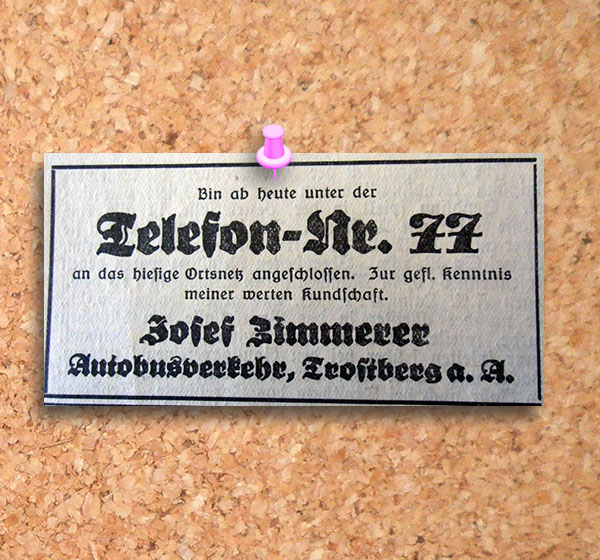 Bin ab heute unter der
Telefon-Nr. 77
an das hiesige Ortsnetz angeschlossen. Zur gefl. Kenntnis
meiner werten Kundschaft.
Josef Zimmerer
Autobusverkehr, Trostberg a. A.